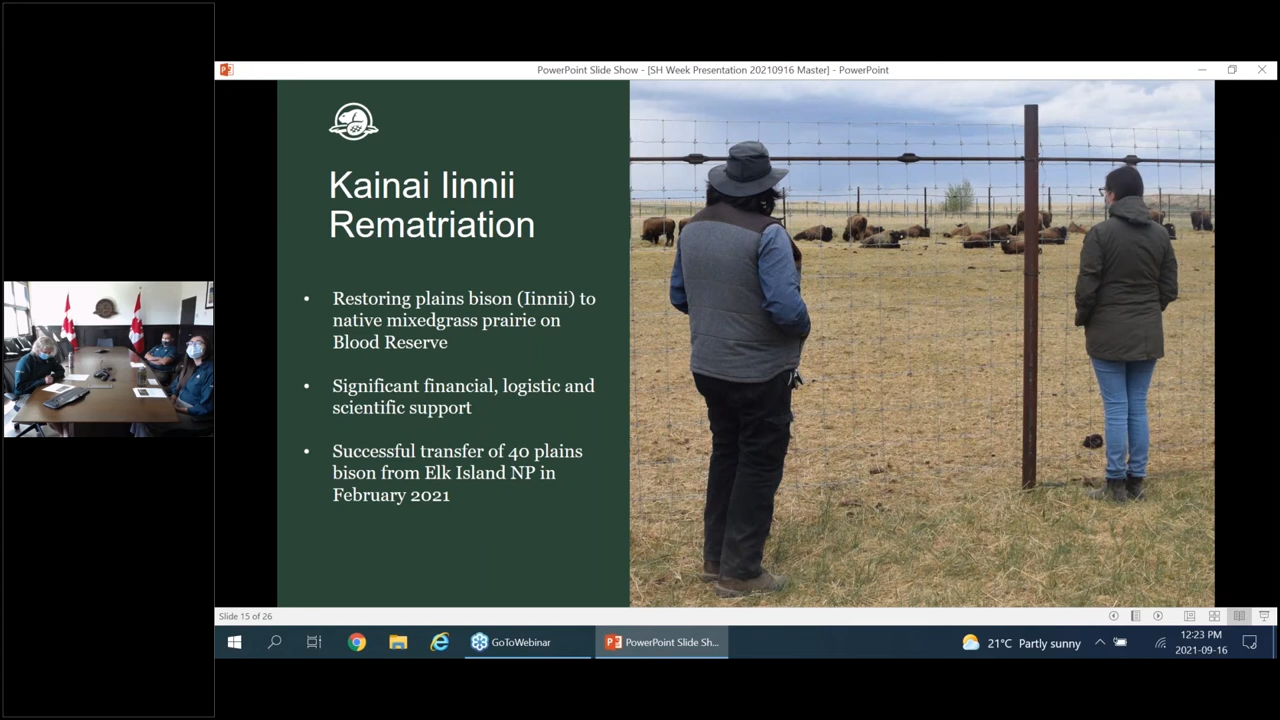 PowerPoint Slide Show - [SH Week Presentation 20210916 Master] - PowerPoint
Kainai Iinnii
Rematriation
• Restoring plains bison (Iinnii) to
native mixedgrass prairie on
Blood Reserve
• Significant financial, logistic and
scientific support
• Successful transfer of 40 plains
bison from Elk Island NP in
February 2021
Slide 15 of 26
GoToWebinar
PowerPoint Slide Sh...
21°C Partly sunny
12:23 PM
2021-09-16